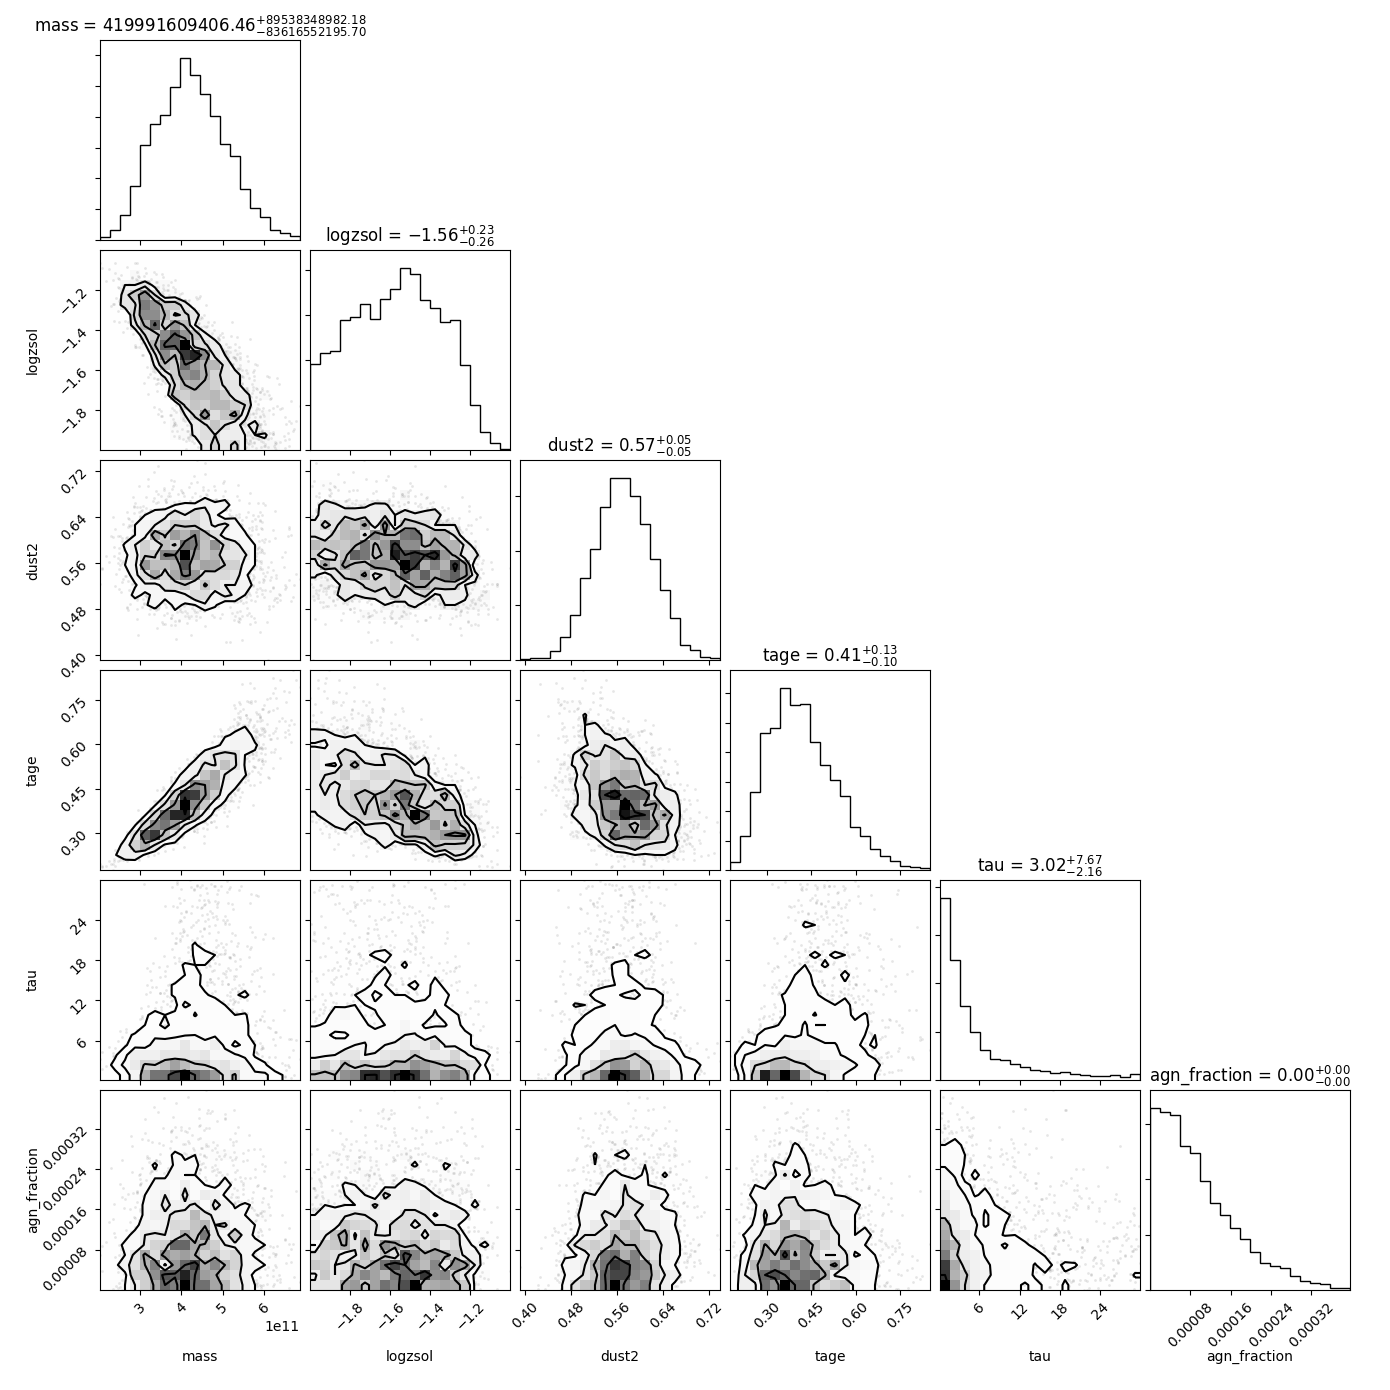 mass = 419991609406.46+89538348982.18−83616552195.70
logzsol = −1.56+0.23−0.26
−1.2
−1.4
−1.6
−1.8
logzsol
dust2 = 0.57+0.05−0.05
0.72
0.64
0.56
0.48
0.40
dust2
tage = 0.41+0.13−0.10
0.75
0.60
0.45
0.30
tage
tau = 3.02+7.67−2.16
24
18
12
6
tau
agn_fraction = 0.00+0.00−0.00
0.00032
0.00024
0.00016
0.00008
agn_fraction
3 4 5 6
1e11
mass
−1.8 −1.6 −1.4 −1.2
logzsol
0.40 0.48 0.56 0.64 0.72
dust2
0.30 0.45 0.60 0.75
tage
6 12 18 24
tau
0.00008 0.00016 0.00024 0.00032
agn_fraction